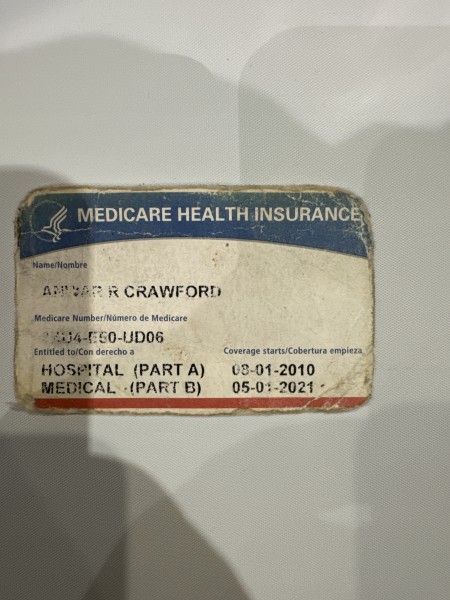 MEDICARE HEALTH INSURANCE
Name/Nombre
R CRAWFORD
Medicare Number/Número de Medicare
Entitled to/Con derecho a Coverage starts/Cobertura empieza
HOSPITAL (PART A) 08-01-2010
MEDICAL (PART B) 05-01-2021